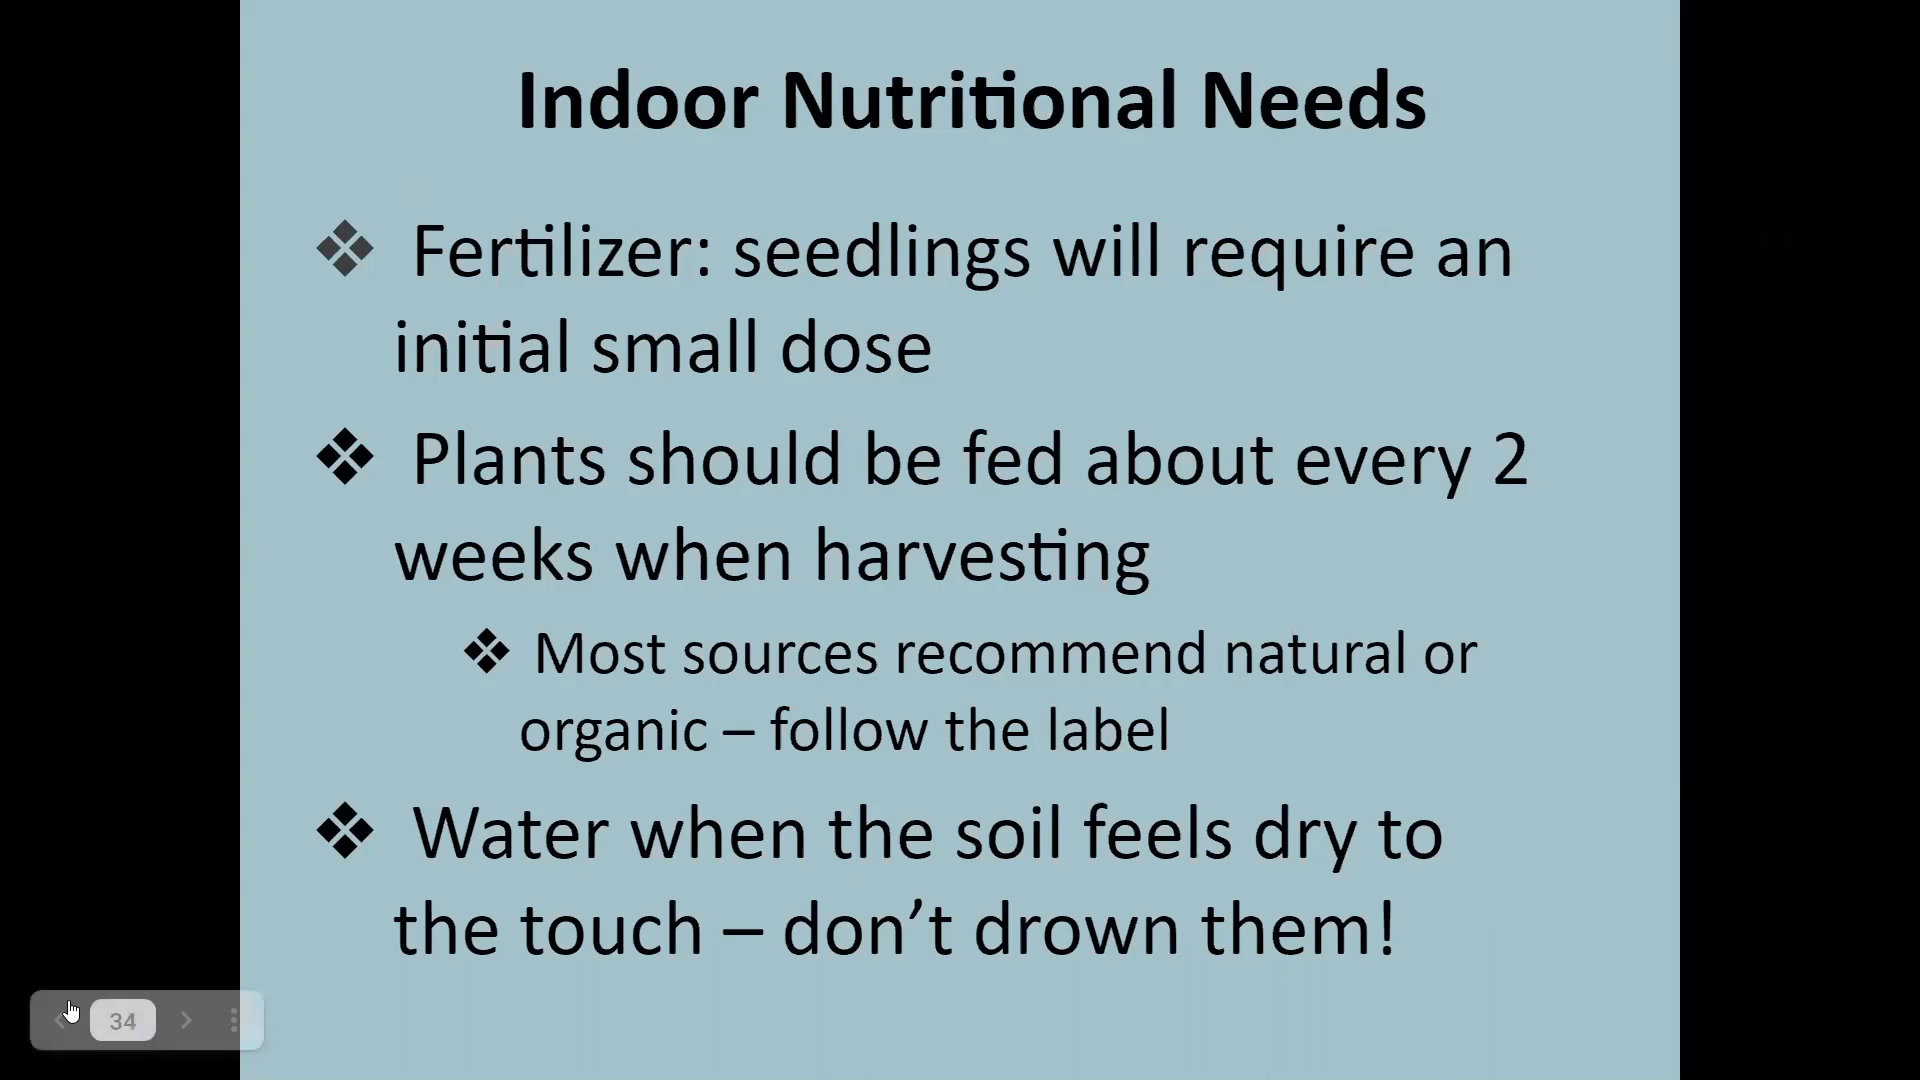 Indoor Nutritional Needs
❖ Fertilizer: seedlings will require an
initial small dose
❖ Plants should be fed about every 2
weeks when harvesting
❖ Most sources recommend natural or
organic – follow the label
❖ Water when the soil feels dry to
the touch – don’t drown them!
34